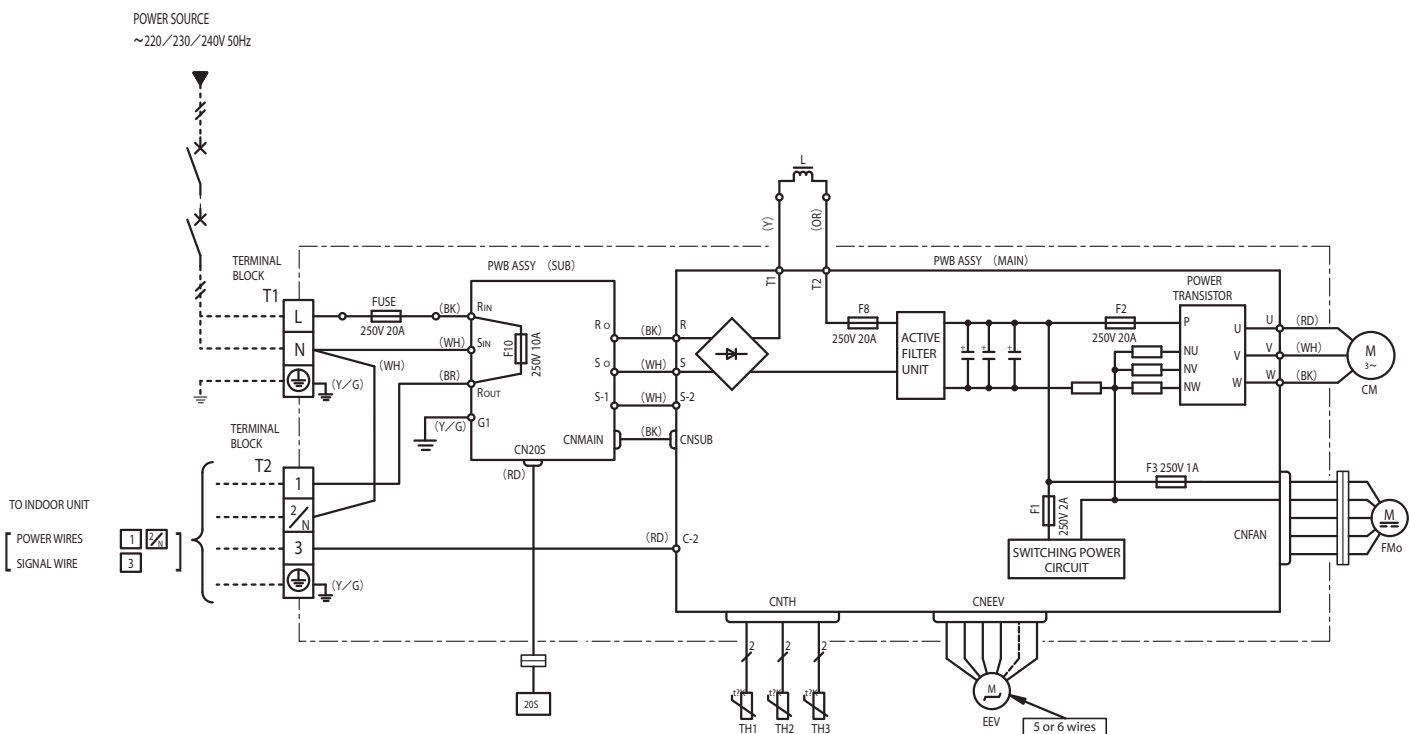 POWER SOURCE
~220/230/240V 50Hz
L
(Y)
(OR)
TERMINAL
BLOCK
T1
PWB ASSY (SUB)
T1
T2
PWB ASSY (MAIN)
POWER
TRANSISTOR
L
FUSE
250V 20A
(BK)
RIN
N
(WH)
SIN
F10
250V 10A
RO
(BK)
R
SO
(WH)
S
S-1
(WH)
S-2
CNMAIN
(BK)
CNSUB
(WH)
(BR)
ROUT
(Y/G)
(Y/G)
G1
CN20S
(RD)
F8
250V 20A
ACTIVE
FILTER
UNIT
+
+
+
F2
250V 20A
P
NU
NV
NW
U
V
W
U
(RD)
V
(WH)
W
(BK)
M
3~
CM
F3 250V 1A
F1
250V 2A
SWITCHING POWER
CIRCUIT
CNFAN
M
FMo
TERMINAL
BLOCK
T2
1
2/N
3
(Y/G)
(RD)
C-2
TO INDOOR UNIT
POWER WIRES
1
2/N
SIGNAL WIRE
3
CNTH
CNEEV
2
2
2
t?K
t?K
t?K
20S
TH1
TH2
TH3
M
EEV
5 or 6 wires